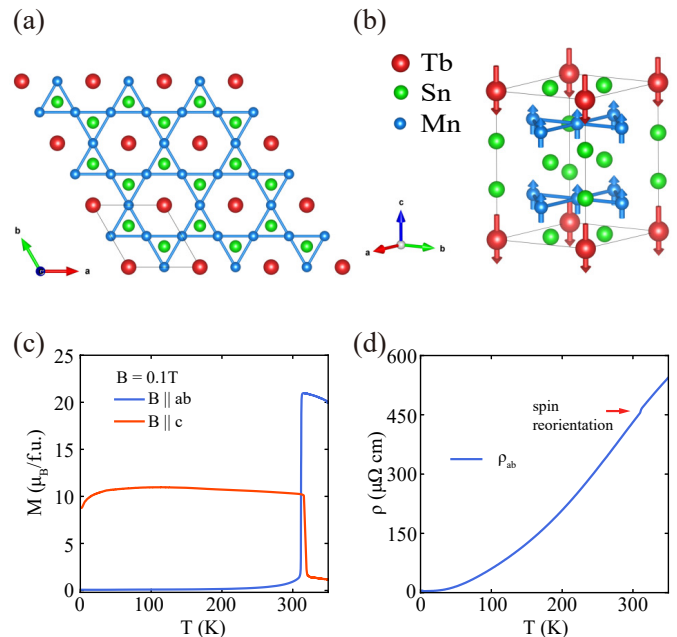 (a)
b
a
(b)
Tb
Sn
Mn
c
a
b
(c)
25
20
15
10
5
0
M (μB/f.u.)
B = 0.1T
B || ab
B || c
0
100
200
300
T (K)
(d)
600
450
300
150
0
ρ (μΩ cm)
spin
reorientation
ρab
0
100
200
300
T (K)